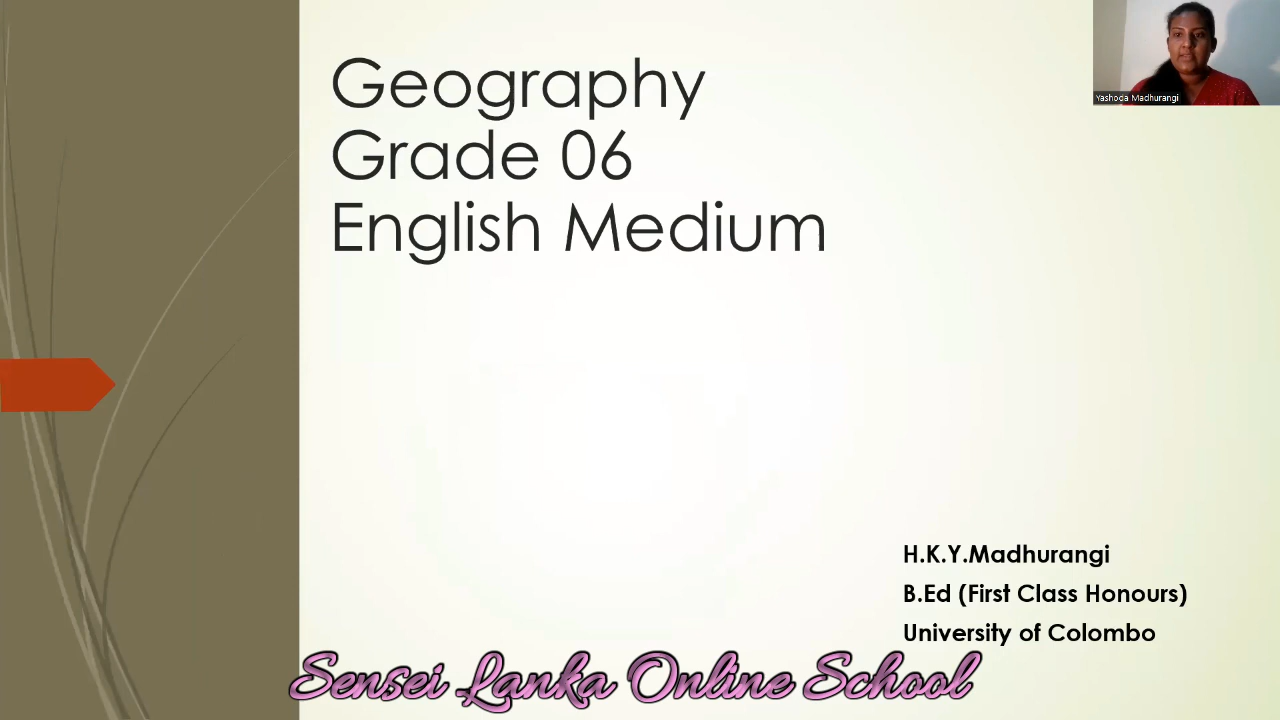 Geography
Grade 06
English Medium
Yashoda Madhurangi
H.K.Y.Madhurangi
B.Ed (First Class Honours)
University of Colombo
Sensei Lanka Online School